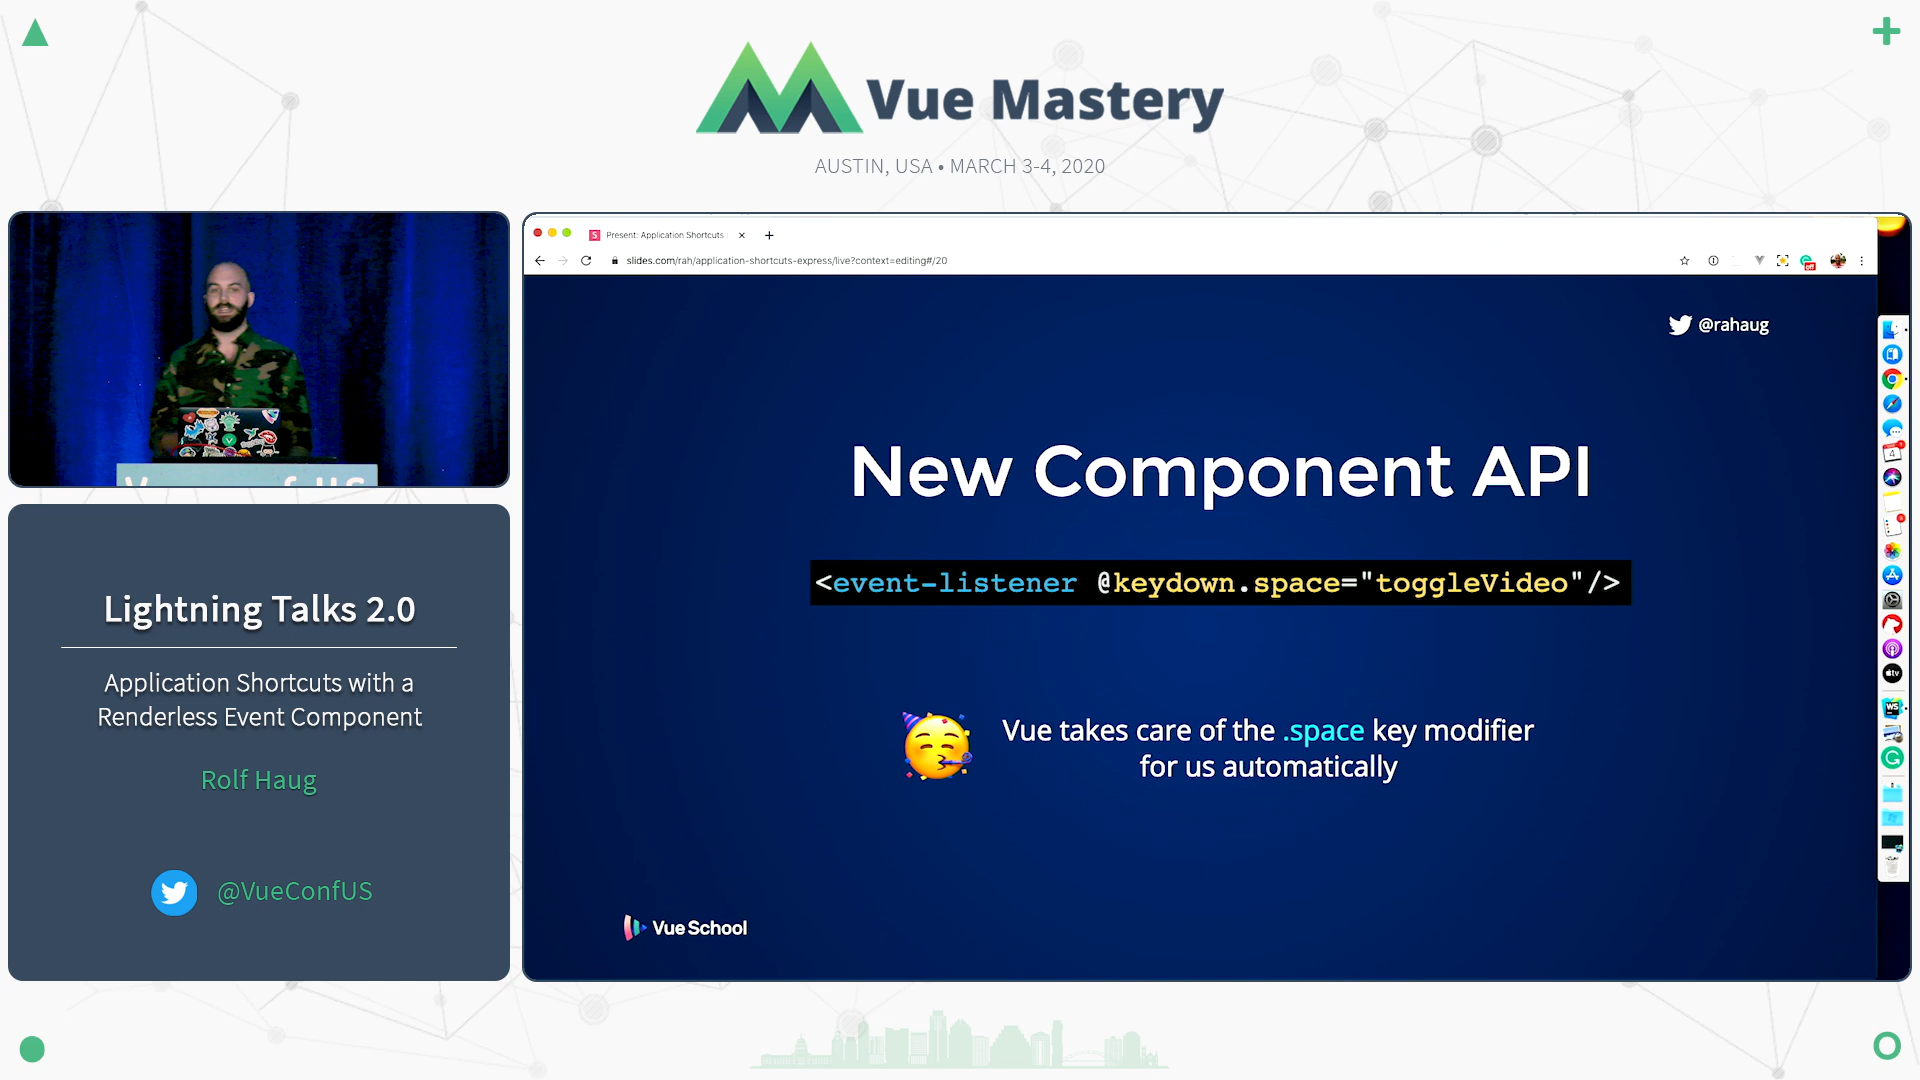 Vue Mastery
AUSTIN, USA • MARCH 3-4, 2020
Present: Application Shortcuts
slides.com/rah/application-shortcuts-express/live?context=editing#/20
@rahaug
New Component API
<event-listener @keydown.space="toggleVideo"/>
Vue takes care of the .space key modifier
for us automatically
Vue School
Lightning Talks 2.0
Application Shortcuts with a
Renderless Event Component
Rolf Haug
@VueConfUS